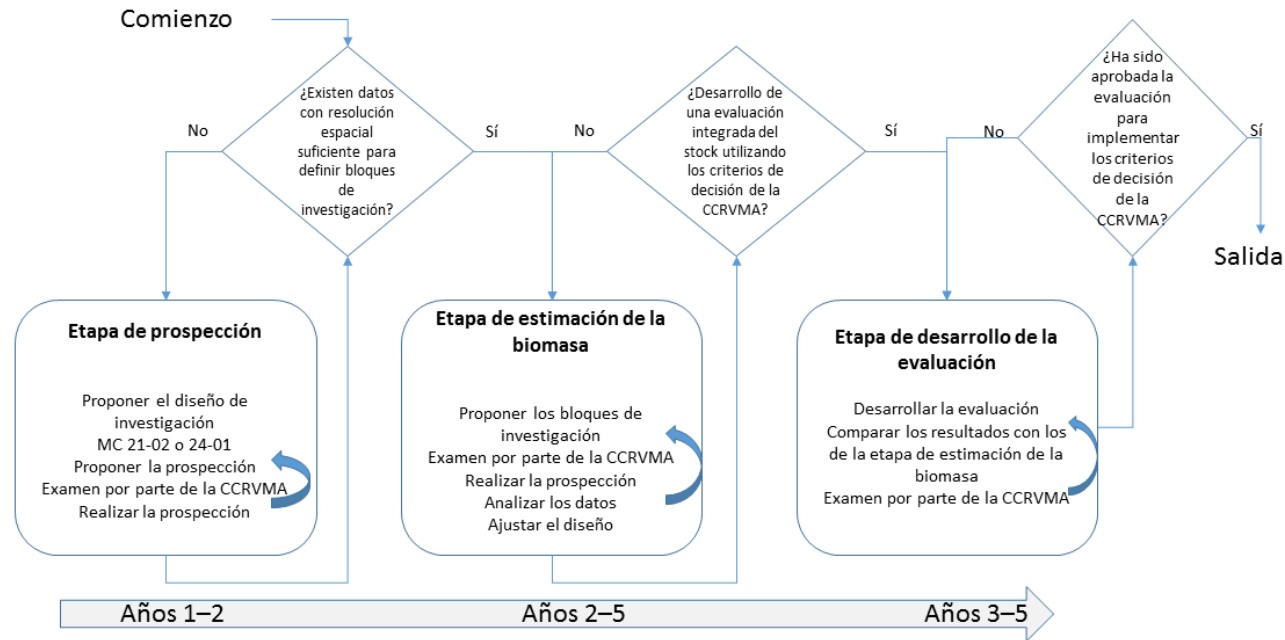 Comienzo
¿Existen datos
con resolución
espacial
suficiente para
definir bloques
de
investigación?
No
Sí
¿Desarrollo de
una evaluación
integrada del
stock utilizando
los criterios de
decisión de la
CCRVMA?
No
Sí
¿Ha sido
aprobada la
evaluación
para
implementar
los criterios
de decisión
de la
CCRVMA?
No
Sí
Salida
Etapa de prospección
Proponer el diseño de
investigación
MC 21-02 o 24-01
Proponer la prospección
Examen por parte de la CCRVMA
Realizar la prospección
Etapa de estimación de la
biomasa
Proponer los bloques de
investigación
Examen por parte de la CCRVMA
Realizar la prospección
Analizar los datos
Ajustar el diseño
Etapa de desarrollo de la
evaluación
Desarrollar la evaluación
Comparar los resultados con los
de la etapa de estimación de la
biomasa
Examen por parte de la CCRVMA
Años 1–2
Años 2–5
Años 3–5